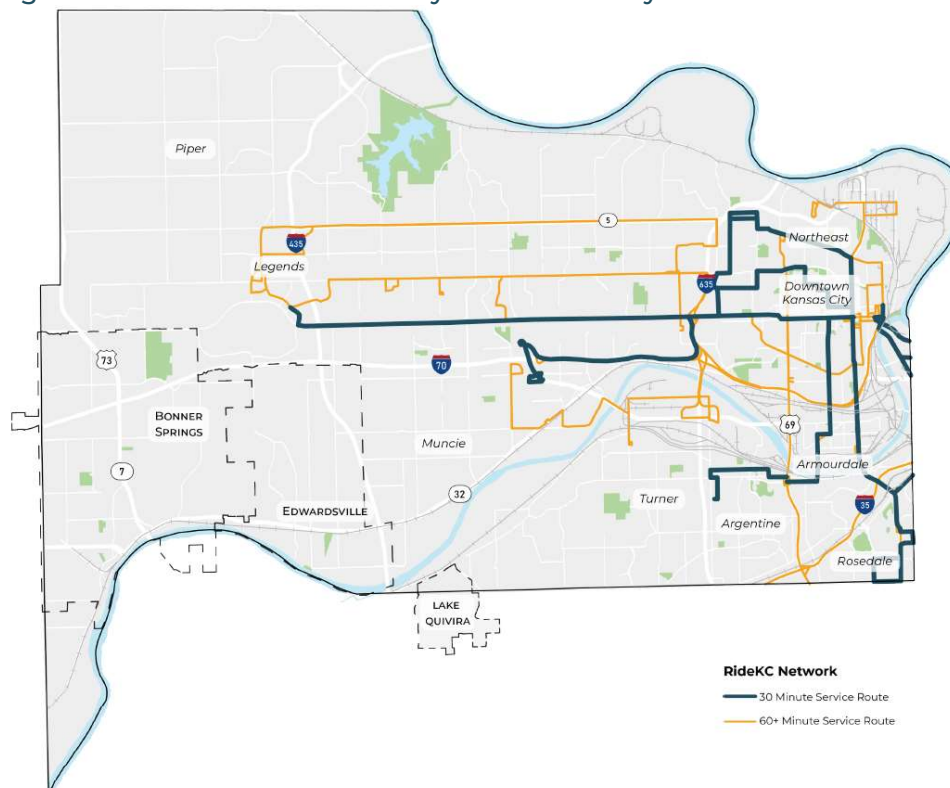 Piper
5
Northeast
435
Legends
635
Downtown
Kansas City
73
70
BONNER
SPRINGS
69
Muncie
7
32
Armourdale
Turner
35
EDWARDSVILLE
Argentine
Rosedale
LAKE
QUIVIRA
RideKC Network
30 Minute Service Route
60+ Minute Service Route